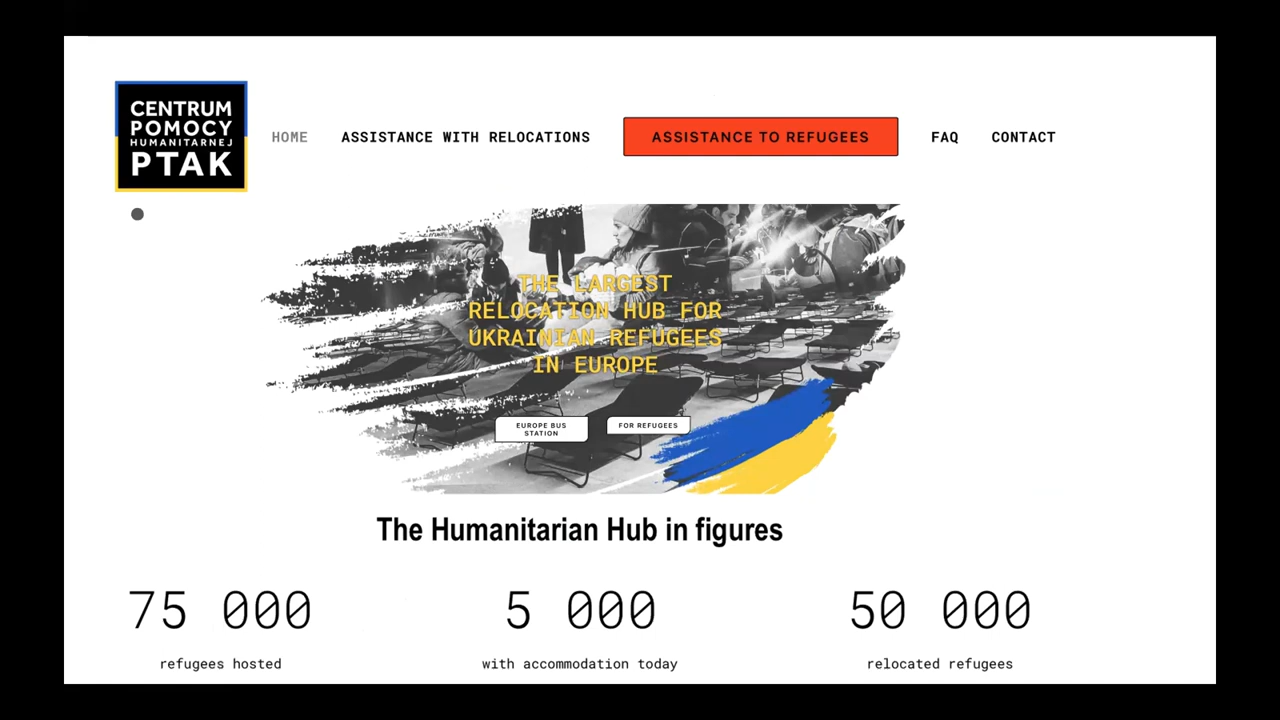 CENTRUM
POMOCY
HUMANITARNEJ
PTAK
HOME
ASSISTANCE WITH RELOCATIONS
ASSISTANCE TO REFUGEES
FAQ
CONTACT
THE LARGEST
RELOCATION HUB FOR
UKRAINIAN REFUGEES
IN EUROPE
EUROPE BUS
STATION
FOR REFUGEES
The Humanitarian Hub in figures
75 000
5 000
50 000
refugees hosted
with accommodation today
relocated refugees